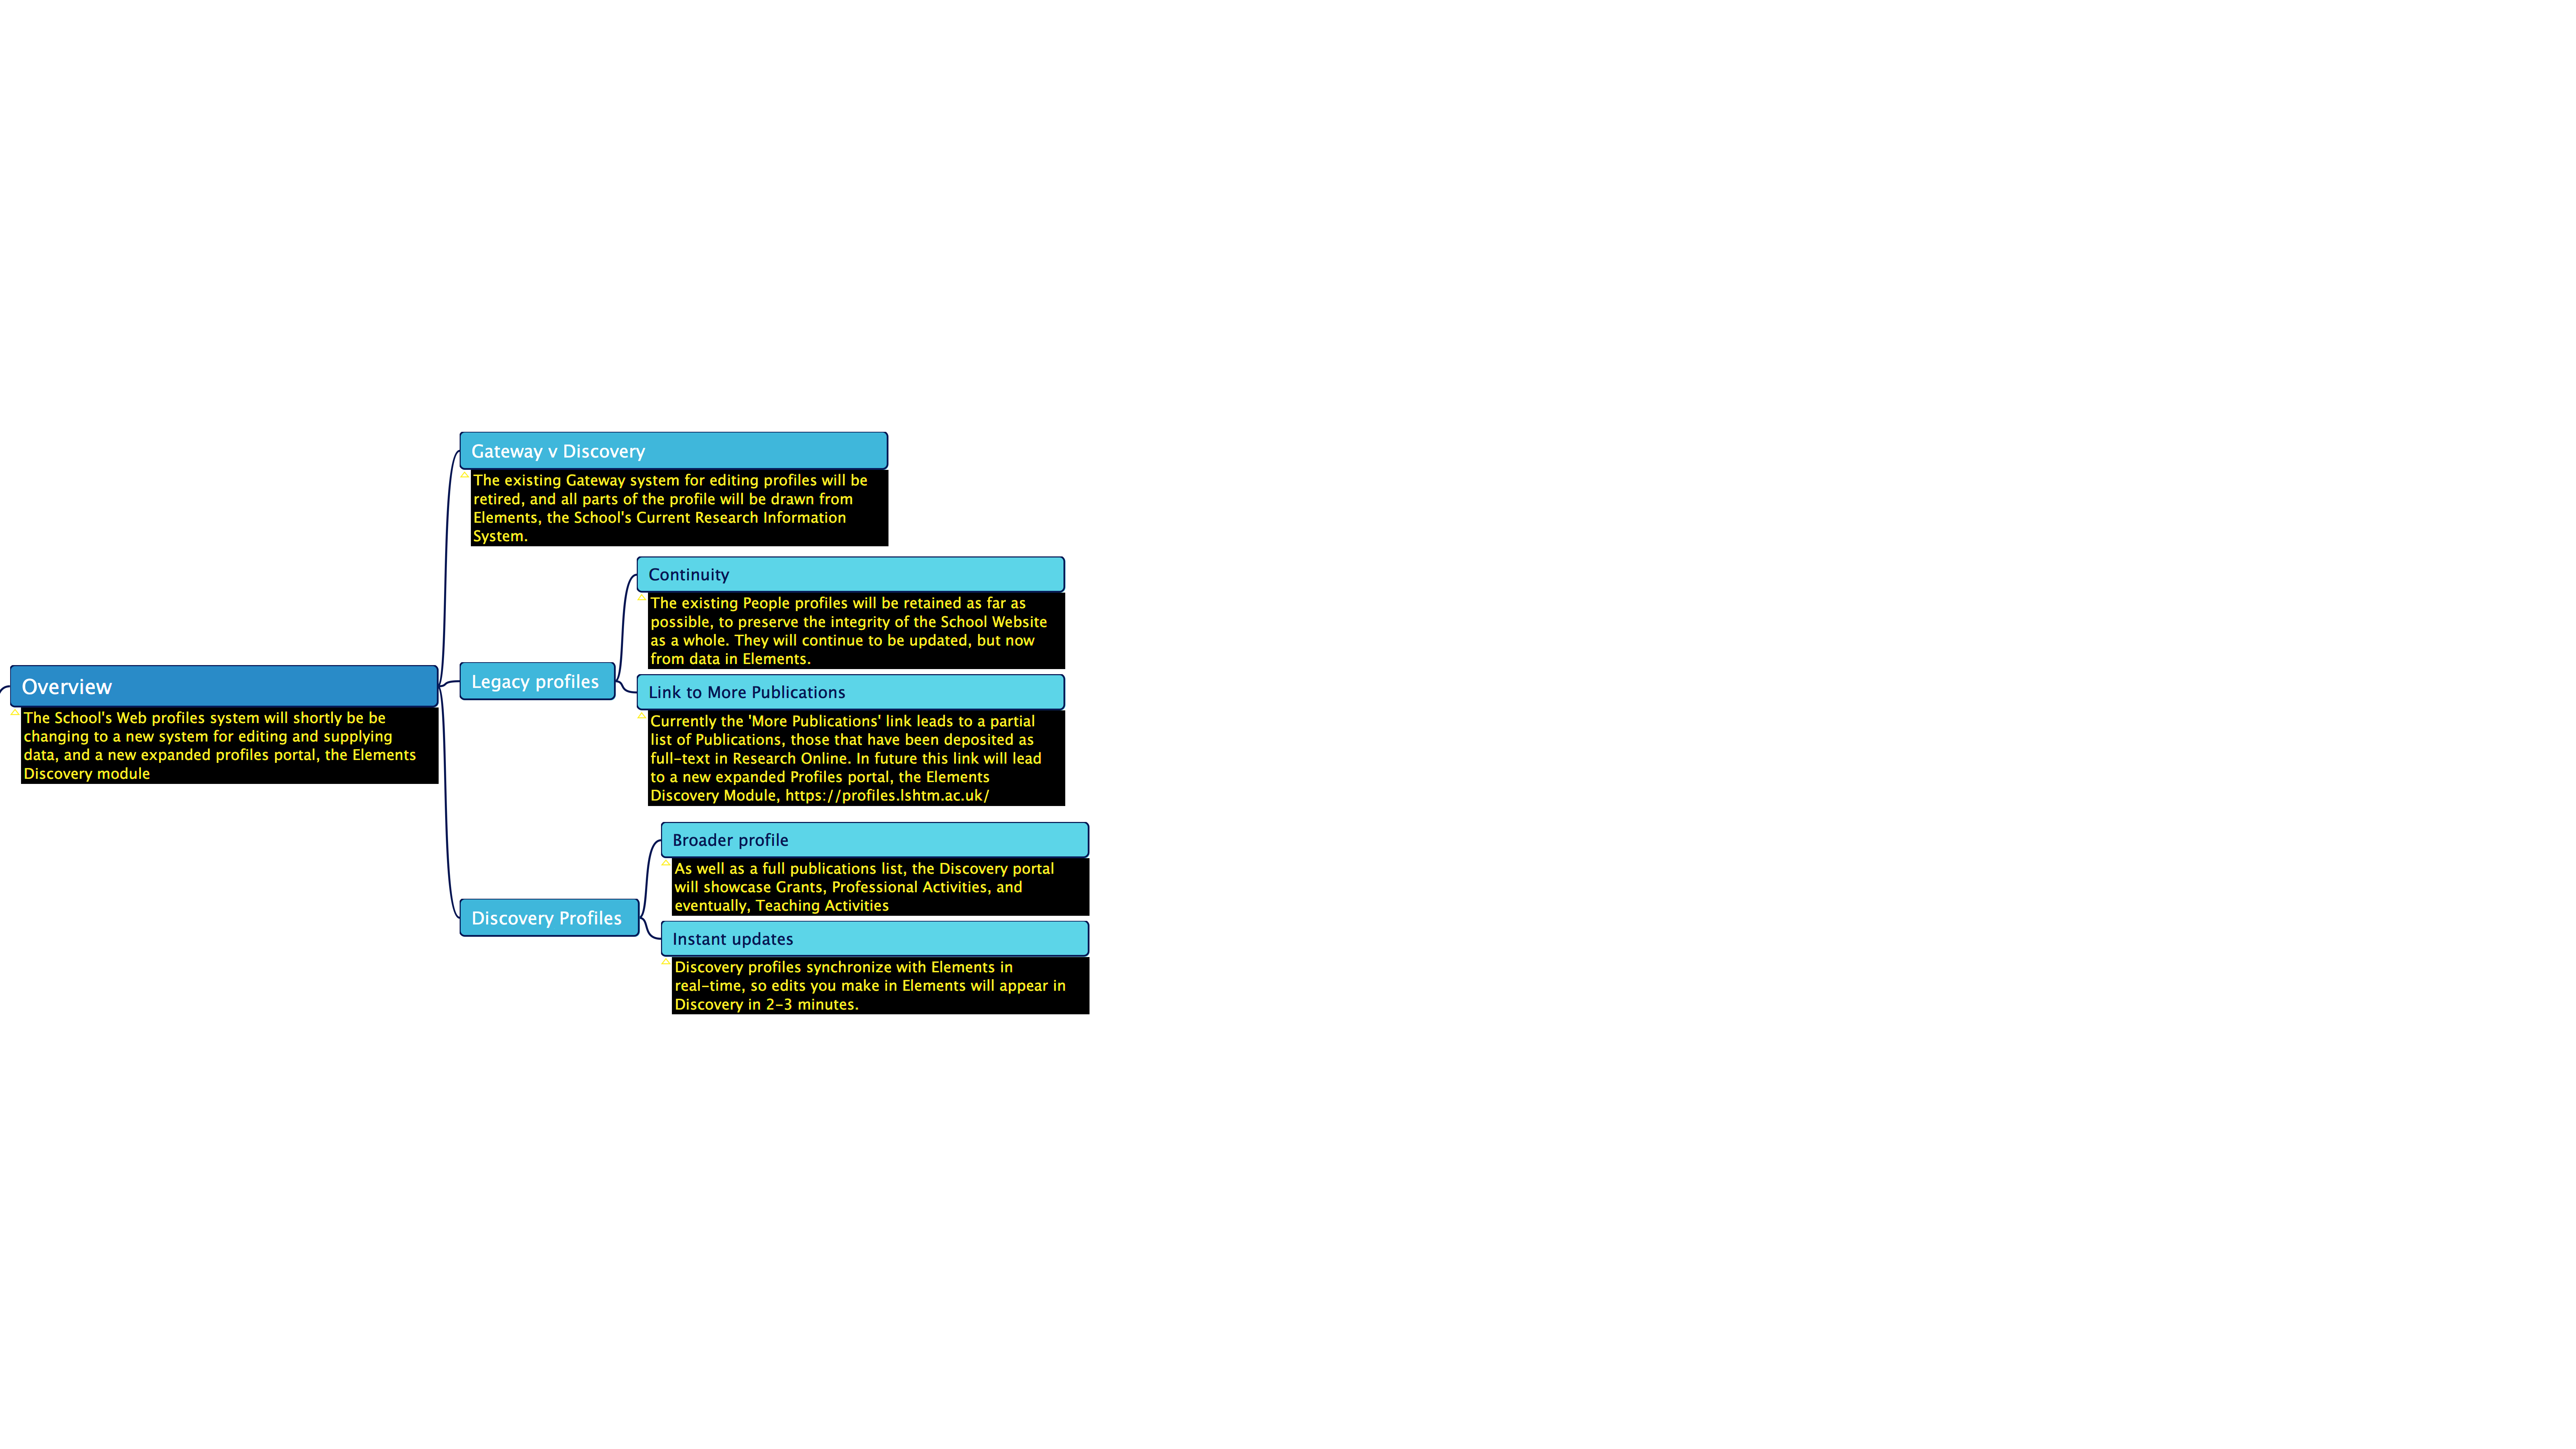 Overview
The School's Web profiles system will shortly be be
changing to a new system for editing and supplying
data, and a new expanded profiles portal, the Elements
Discovery module
Gateway v Discovery
The existing Gateway system for editing profiles will be
retired, and all parts of the profile will be drawn from
Elements, the School's Current Research Information
System.
Legacy profiles
Continuity
The existing People profiles will be retained as far as
possible, to preserve the integrity of the School Website
as a whole. They will continue to be updated, but now
from data in Elements.
Link to More Publications
Currently the 'More Publications' link leads to a partial
list of Publications, those that have been deposited as
full-text in Research Online. In future this link will lead
to a new expanded Profiles portal, the Elements
Discovery Module, https://profiles.lshtm.ac.uk/
Discovery Profiles
Broader profile
As well as a full publications list, the Discovery portal
will showcase Grants, Professional Activities, and
eventually, Teaching Activities
Instant updates
Discovery profiles synchronize with Elements in
real-time, so edits you make in Elements will appear in
Discovery in 2-3 minutes.